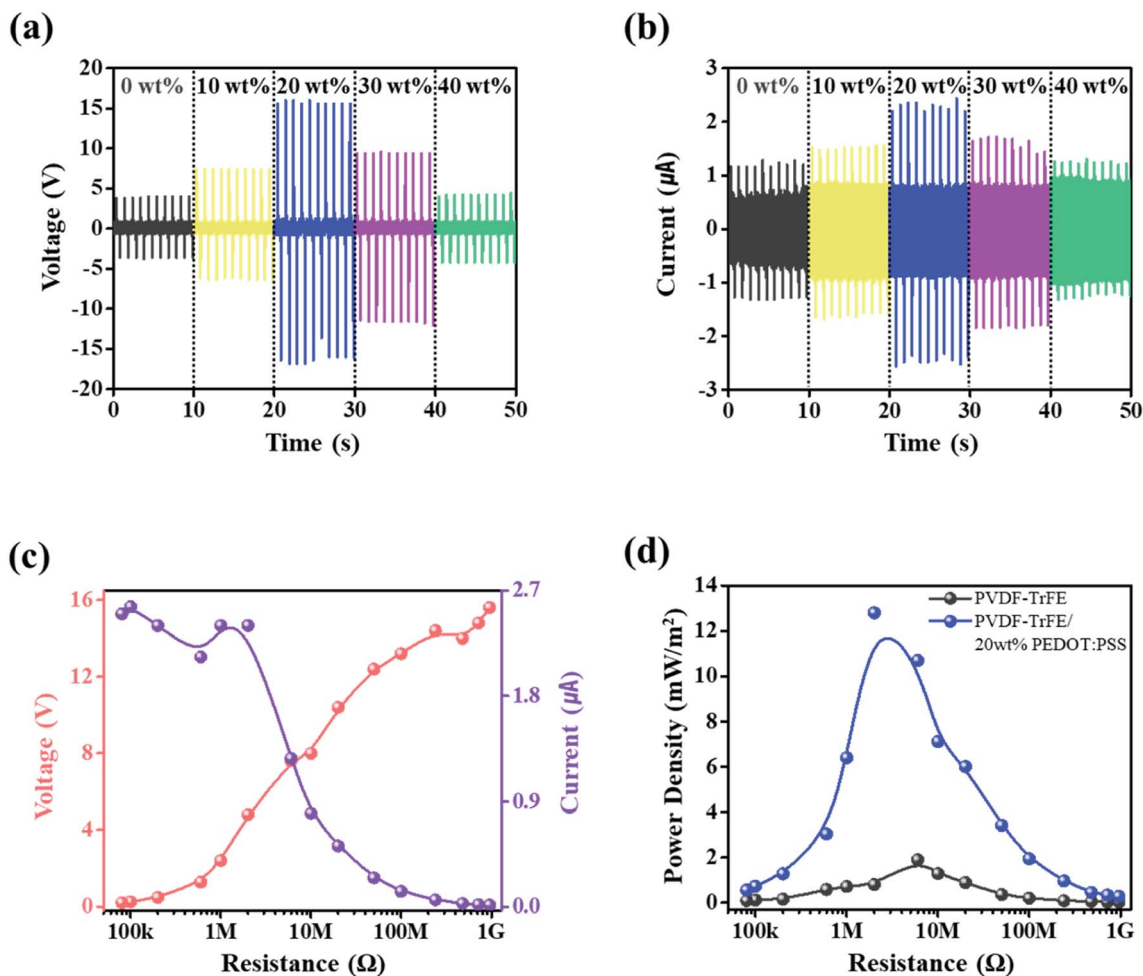 (a)
20
15
10
5
0
-5
-10
-15
-20
Voltage (V)
0 wt% 10 wt% 20 wt% 30 wt% 40 wt%
0 10 20 30 40 50
Time (s)
(b)
3
2
1
0
-1
-2
-3
Current (㎂)
0 wt% 10 wt% 20 wt% 30 wt% 40 wt%
0 10 20 30 40 50
Time (s)
(c)
16
12
8
4
0
Voltage (V)
2.7
1.8
0.9
0.0
Current (㎂)
100k 1M 10M 100M 1G
Resistance (Ω)
(d)
14
12
10
8
6
4
2
0
Power Density (mW/m²)
PVDF-TrFE
PVDF-TrFE/
20wt% PEDOT:PSS
100k 1M 10M 100M 1G
Resistance (Ω)